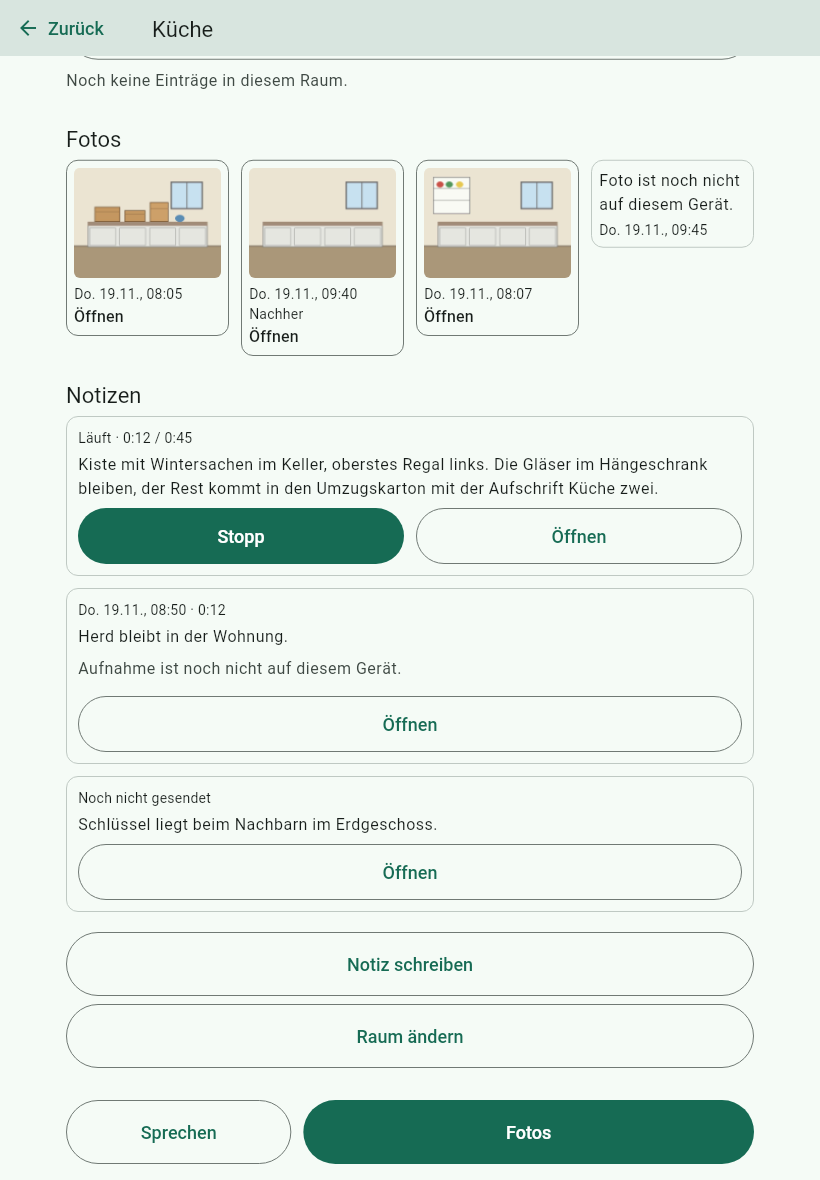 Zurück
Küche
Noch keine Einträge in diesem Raum.
Fotos
Do. 19.11., 08:05
Öffnen
Do. 19.11., 09:40
Nachher
Öffnen
Do. 19.11., 08:07
Öffnen
Foto ist noch nicht
auf diesem Gerät.
Do. 19.11., 09:45
Notizen
Läuft · 0:12 / 0:45
Kiste mit Wintersachen im Keller, oberstes Regal links. Die Gläser im Hängeschrank
bleiben, der Rest kommt in den Umzugskarton mit der Aufschrift Küche zwei.
Stopp
Öffnen
Do. 19.11., 08:50 · 0:12
Herd bleibt in der Wohnung.
Aufnahme ist noch nicht auf diesem Gerät.
Öffnen
Noch nicht gesendet
Schlüssel liegt beim Nachbarn im Erdgeschoss.
Öffnen
Notiz schreiben
Raum ändern
Sprechen
Fotos